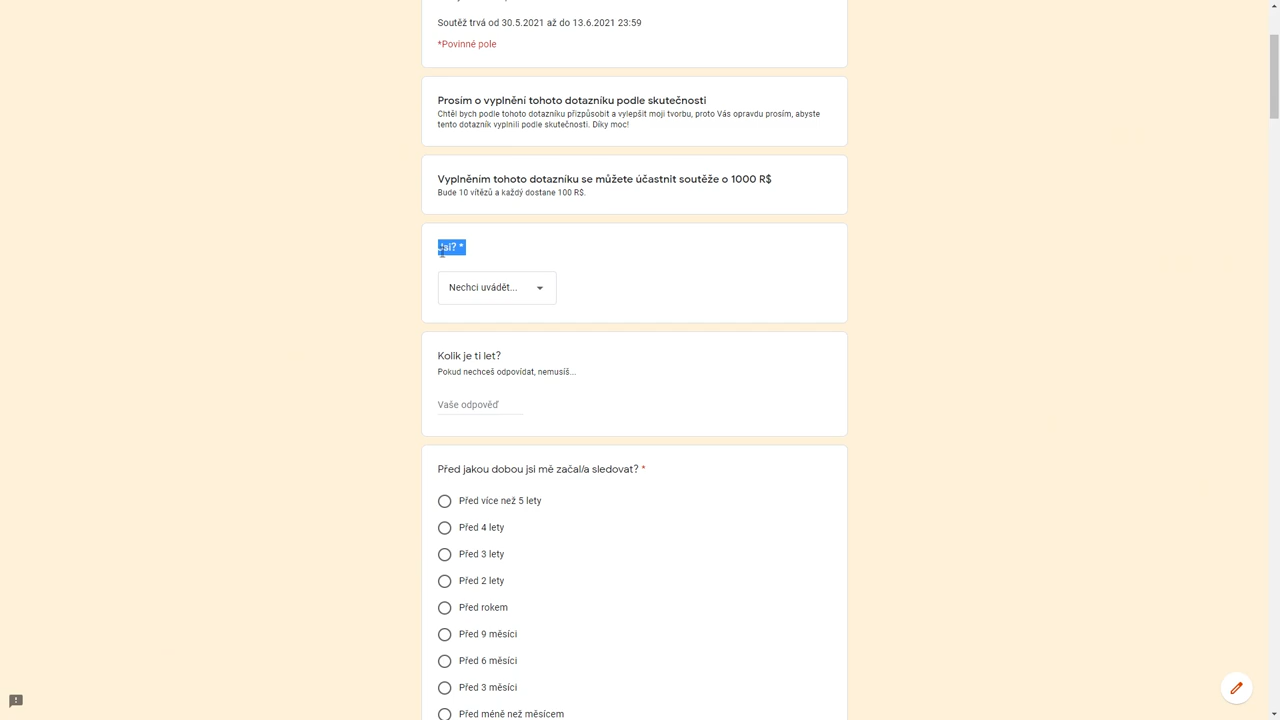 Soutěž trvá od 30.5.2021 až do 13.6.2021 23:59
*Povinné pole
Prosím o vyplnění tohoto dotazníku podle skutečnosti
Chtěl bych podle tohoto dotazníku přizpůsobit a vylepšit moji tvorbu, proto Vás opravdu prosím, abyste
tento dotazník vyplnili podle skutečnosti. Díky moc!
Vyplněním tohoto dotazníku se můžete účastnit soutěže o 1000 R$
Bude 10 vítězů a každý dostane 100 R$.
*
Nechci uvádět...
Kolik je ti let?
Pokud nechceš odpovídat, nemusíš...
Vaše odpověď
Před jakou dobou jsi mě začal/a sledovat? *
Před více než 5 lety
Před 4 lety
Před 3 lety
Před 2 lety
Před rokem
Před 9 měsíci
Před 6 měsíci
Před 3 měsíci
Před méně než měsícem